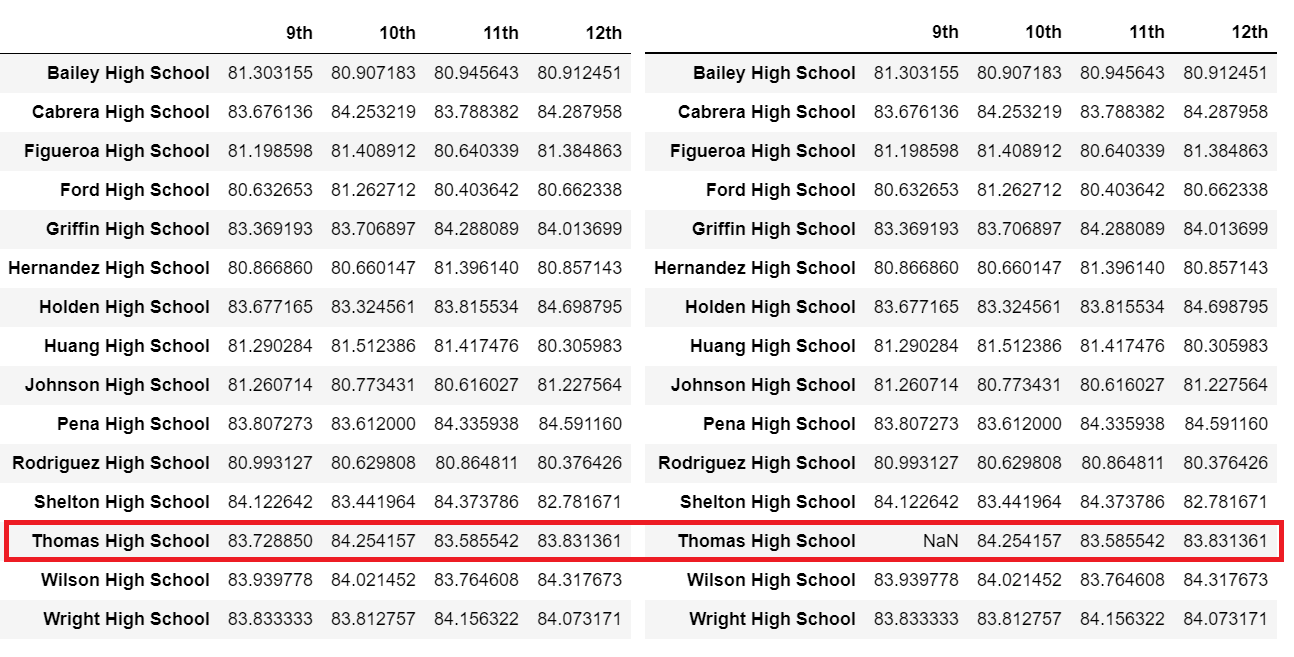 9th 10th 11th 12th 9th 10th 11th 12th
Bailey High School 81.303155 80.907183 80.945643 80.912451 Bailey High School 81.303155 80.907183 80.945643 80.912451
Cabrera High School 83.676136 84.253219 83.788382 84.287958 Cabrera High School 83.676136 84.253219 83.788382 84.287958
Figueroa High School 81.198598 81.408912 80.640339 81.384863 Figueroa High School 81.198598 81.408912 80.640339 81.384863
Ford High School 80.632653 81.262712 80.403642 80.662338 Ford High School 80.632653 81.262712 80.403642 80.662338
Griffin High School 83.369193 83.706897 84.288089 84.013699 Griffin High School 83.369193 83.706897 84.288089 84.013699
Hernandez High School 80.866860 80.660147 81.396140 80.857143 Hernandez High School 80.866860 80.660147 81.396140 80.857143
Holden High School 83.677165 83.324561 83.815534 84.698795 Holden High School 83.677165 83.324561 83.815534 84.698795
Huang High School 81.290284 81.512386 81.417476 80.305983 Huang High School 81.290284 81.512386 81.417476 80.305983
Johnson High School 81.260714 80.773431 80.616027 81.227564 Johnson High School 81.260714 80.773431 80.616027 81.227564
Pena High School 83.807273 83.612000 84.335938 84.591160 Pena High School 83.807273 83.612000 84.335938 84.591160
Rodriguez High School 80.993127 80.629808 80.864811 80.376426 Rodriguez High School 80.993127 80.629808 80.864811 80.376426
Shelton High School 84.122642 83.441964 84.373786 82.781671 Shelton High School 84.122642 83.441964 84.373786 82.781671
Thomas High School 83.728850 84.254157 83.585542 83.831361 Thomas High School NaN 84.254157 83.585542 83.831361
Wilson High School 83.939778 84.021452 83.764608 84.317673 Wilson High School 83.939778 84.021452 83.764608 84.317673
Wright High School 83.833333 83.812757 84.156322 84.073171 Wright High School 83.833333 83.812757 84.156322 84.073171